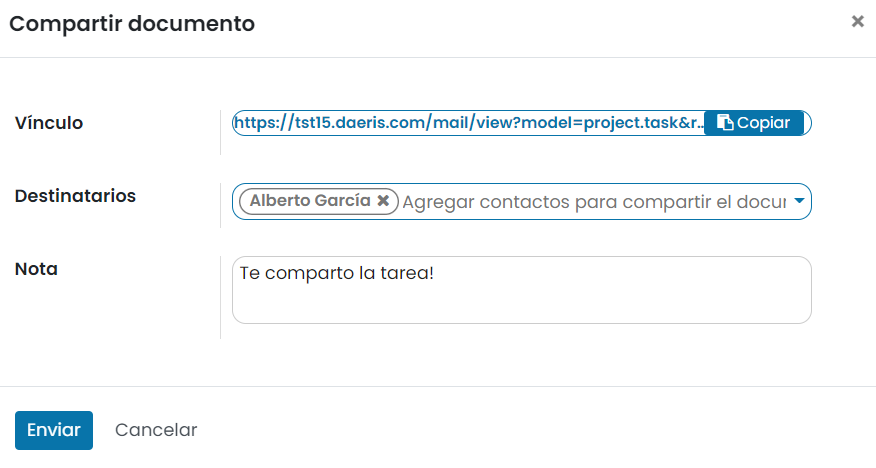 Compartir documento
Vínculo
https://tst15.daeris.com/mail/view?model=project.task&r... Copiar
Destinatarios
Alberto García Agregar contactos para compartir el docu
Nota
Te comparto la tarea!
Enviar Cancelar